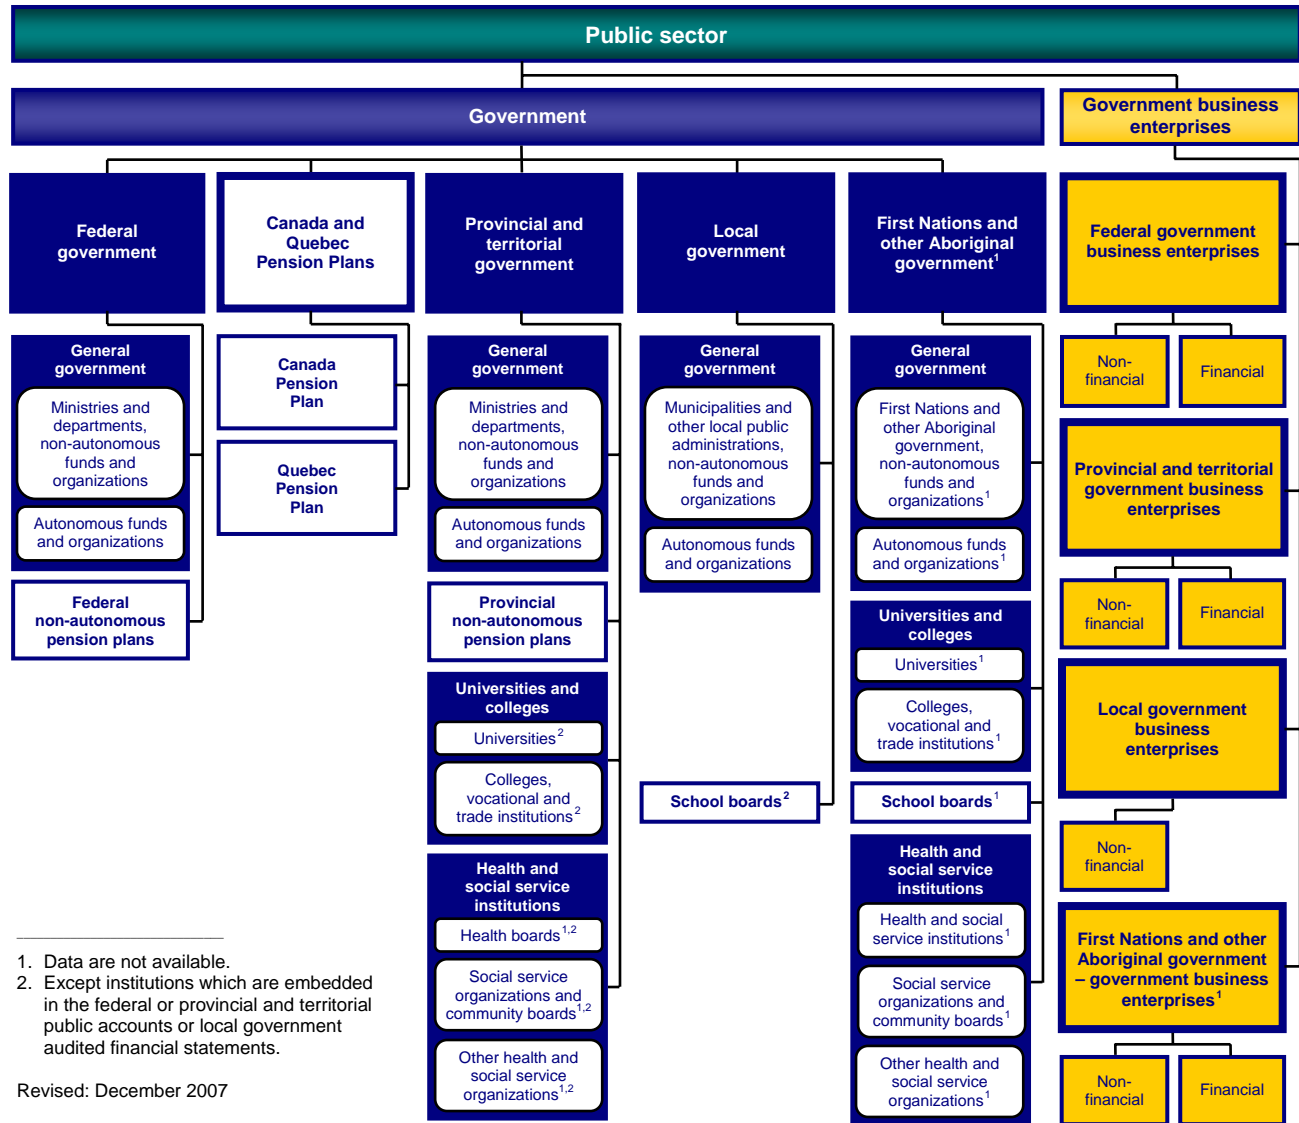 Public sector
Government
Government business
enterprises
Federal
government
Canada and
Quebec
Pension Plans
Provincial and
territorial
government
Local
government
First Nations and
other Aboriginal
government¹
Federal government
business enterprises
General
government
Ministries and
departments,
non-autonomous
funds and
organizations
Autonomous funds
and organizations
Federal
non-autonomous
pension plans
Canada
Pension
Plan
Quebec
Pension
Plan
General
government
Ministries and
departments,
non-autonomous
funds and
organizations
Autonomous funds
and organizations
Provincial
non-autonomous
pension plans
Universities and
colleges
Universities²
Colleges,
vocational and
trade institutions²
Health and
social service
institutions
Health boards¹,²
Social service
organizations and
community boards¹,²
Other health and
social service
organizations¹,²
General
government
Municipalities and
other local public
administrations,
non-autonomous
funds and
organizations
Autonomous funds
and organizations
School boards²
General
government
First Nations and
other Aboriginal
government,
non-autonomous
funds and
organizations¹
Autonomous funds
and organizations¹
Universities and
colleges
Universities¹
Colleges,
vocational and
trade institutions¹
School boards¹
Health and
social service
institutions
Health and social
service institutions¹
Social service
organizations and
community boards¹
Other health and
social service
organizations¹
Non-
financial
Financial
Provincial and territorial
government business
enterprises
Non-
financial
Financial
Local government
business
enterprises
Non-
financial
First Nations and other
Aboriginal government
– government business
enterprises¹
Non-
financial
Financial
1. Data are not available.
2. Except institutions which are embedded
in the federal or provincial and territorial
public accounts or local government
audited financial statements.
Revised: December 2007